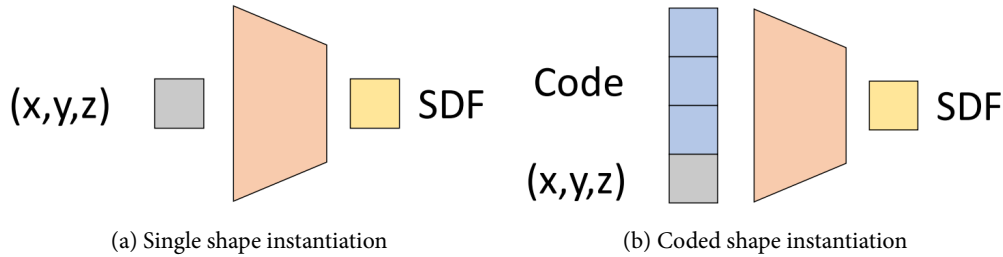 (x,y,z) SDF
Code
(x,y,z)
SDF
(a) Single shape instantiation
(b) Coded shape instantiation